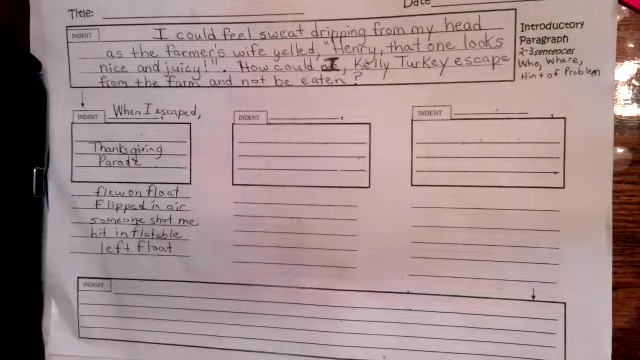 Title:
Date
INDENT
I could feel sweat dripping from my head
as the farmer's wife yelled, "Henry, that one looks
nice and juicy!". How could I, Kelly Turkey escape
from the farm and not be eaten?
Introductory
Paragraph
2-3 sentences
Who, Where,
Hint of Problem
INDENT
When I escaped,
Thanksgiving
Parade
flew on float
Flipped in air
someone shot me
hit inflatable
left float
INDENT
,
INDENT
,
INDENT